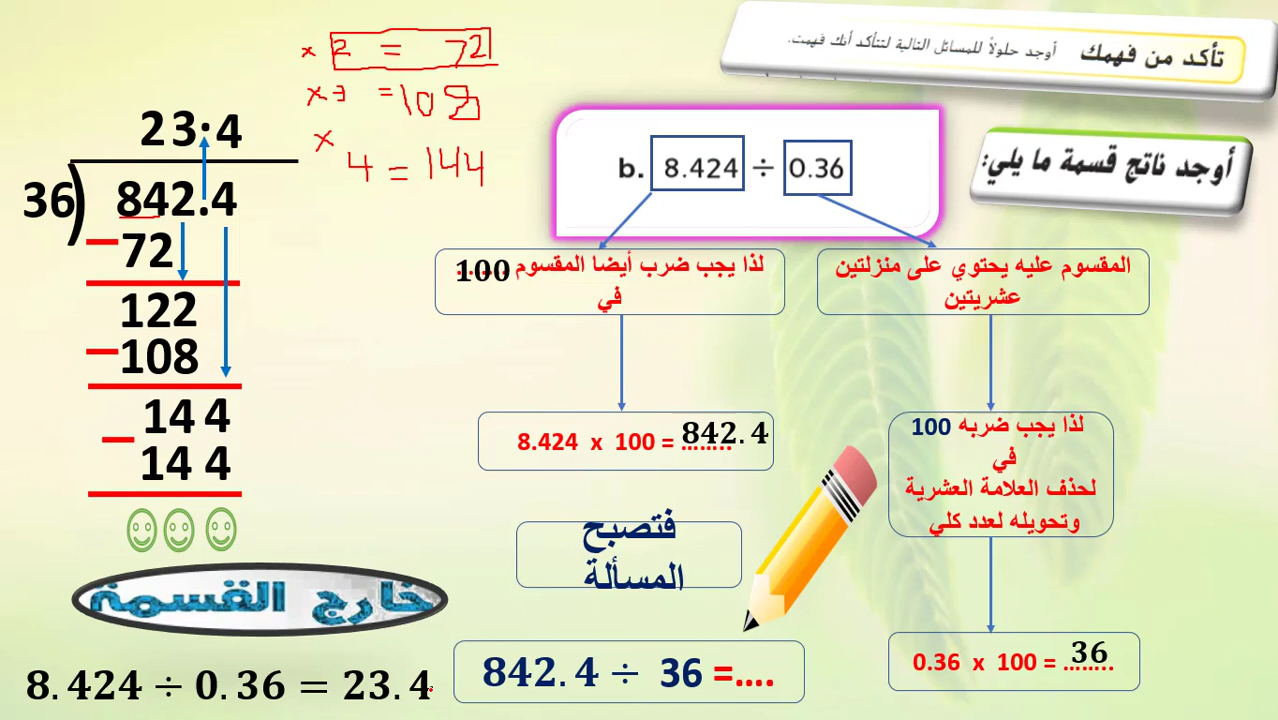 تأكد من فهمك أوجد حلولاً للمسائل التالية لتتأكد أنك فهمت.
أوجد ناتج قسمة ما يلي:
b. 8.424 ÷ 0.36
المقسوم عليه يحتوي على منزلتين
عشريتين
لذا يجب ضربه 100
في
لحذف العلامة العشرية
وتحويله لعدد كلي
0.36 x 100 = ........ 36
لذا يجب ضرب أيضا المقسوم ....... 100
في
8.424 x 100 = ........ 842.4
فتصبح
المسألة
842.4 ÷ 36 =....
× 2 = 72
×3 = 108
×
4 = 144
23.4
36) 842.4
− 72
122
− 108
144
− 144
خارج القسمة
8.424 ÷ 0.36 = 23.4